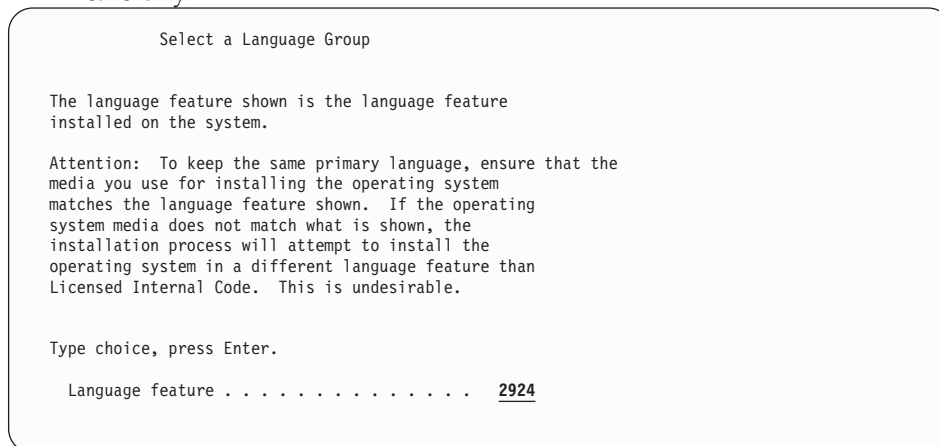 Select a Language Group
The language feature shown is the language feature
installed on the system.
Attention: To keep the same primary language, ensure that the
media you use for installing the operating system
matches the language feature shown. If the operating
system media does not match what is shown, the
installation process will attempt to install the
operating system in a different language feature than
Licensed Internal Code. This is undesirable.
Type choice, press Enter.
Language feature . . . . . . . . . . . . . . 2924